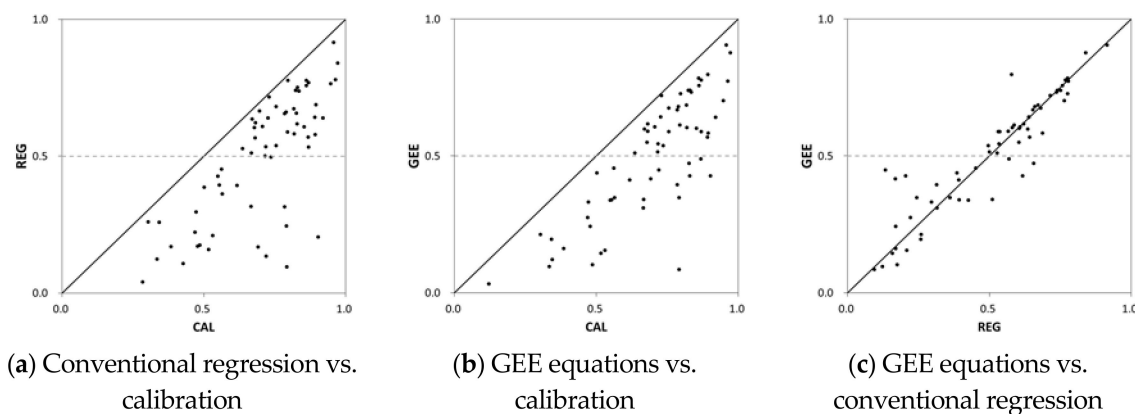 1.0
REG
0.5
0.0
0.0 0.5 1.0
CAL
1.0
GEE
0.5
0.0
0.0 0.5 1.0
CAL
1.0
GEE
0.5
0.0
0.0 0.5 1.0
REG
(a) Conventional regression vs.
calibration
(b) GEE equations vs.
calibration
(c) GEE equations vs.
conventional regression